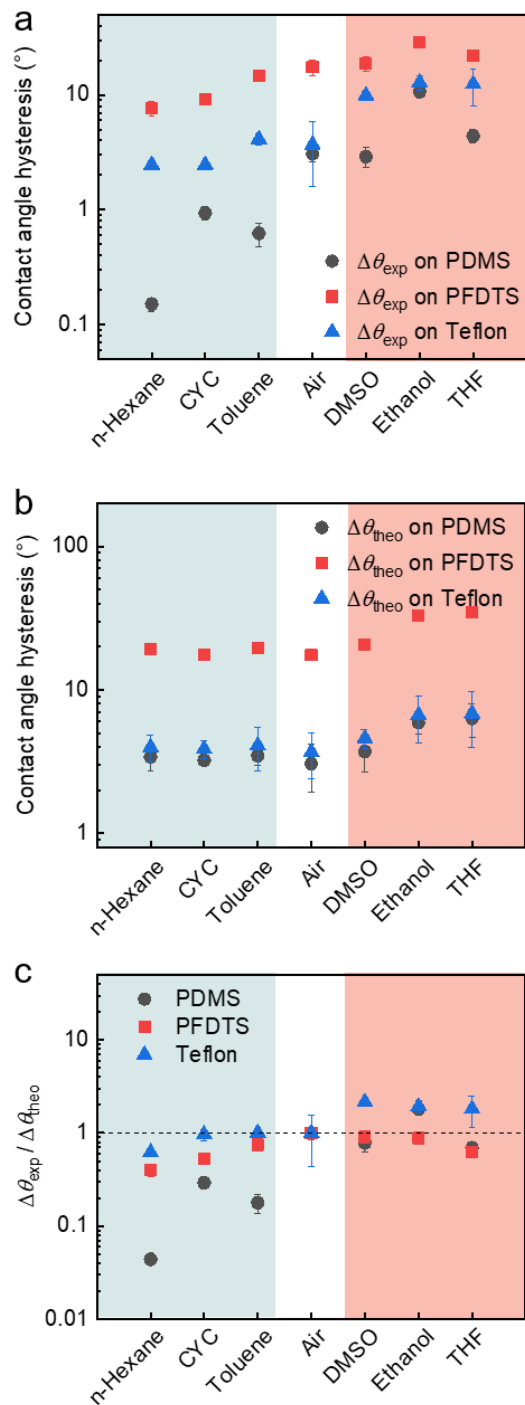 a
Contact angle hysteresis (°)
10
1
0.1
Δθexp on PDMS
Δθexp on PFDTS
Δθexp on Teflon
n-Hexane
CYC
Toluene
Air
DMSO
Ethanol
THF
b
Contact angle hysteresis (°)
100
10
1
Δθtheo on PDMS
Δθtheo on PFDTS
Δθtheo on Teflon
n-Hexane
CYC
Toluene
Air
DMSO
Ethanol
THF
c
Δθexp / Δθtheo
10
1
0.1
0.01
PDMS
PFDTS
Teflon
n-Hexane
CYC
Toluene
Air
DMSO
Ethanol
THF